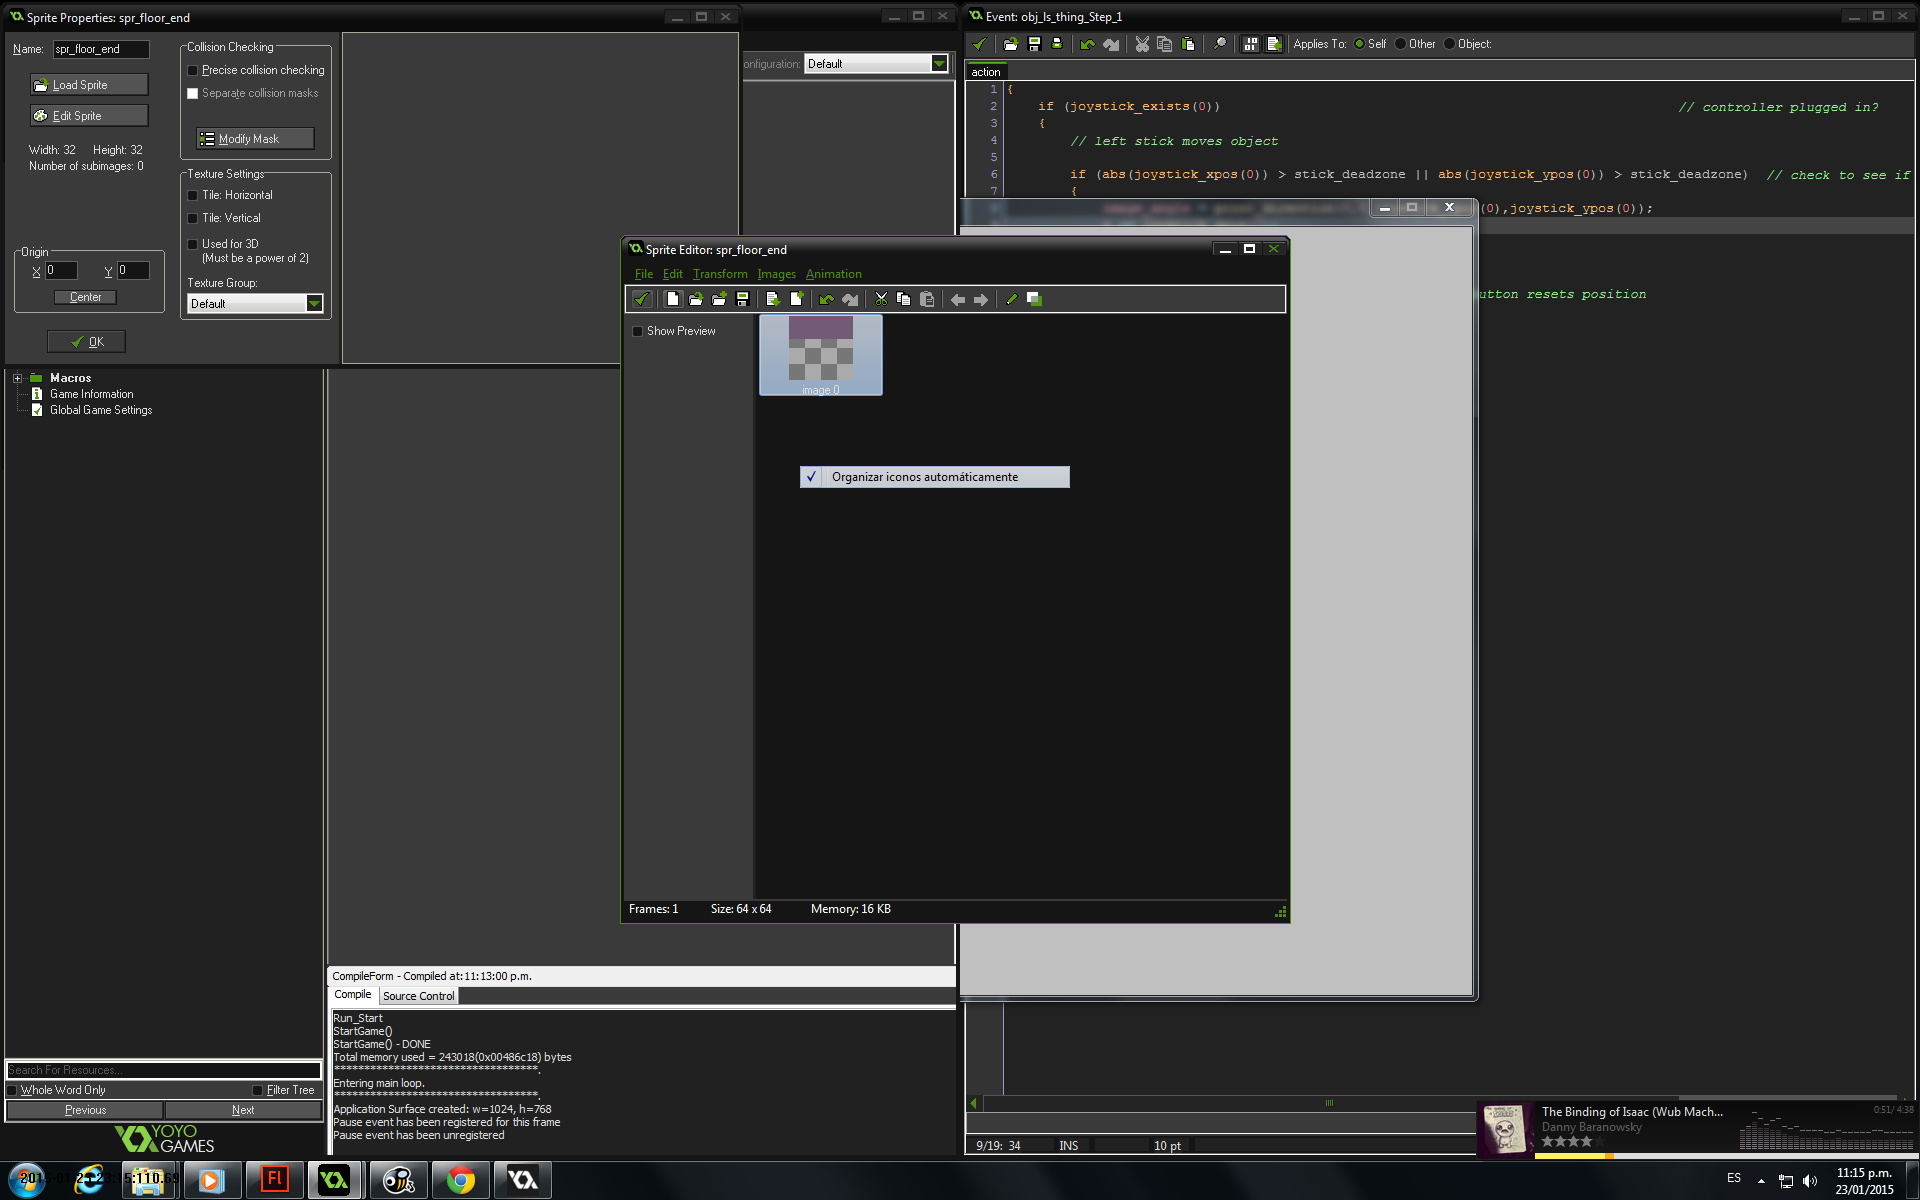 Sprite Properties: spr_floor_end
Name: spr_floor_end
Load Sprite
Edit Sprite
Width: 32 Height: 32
Number of subimages: 0
Origin
X 0 Y 0
Center
OK
Collision Checking
Precise collision checking
Separate collision masks
Modify Mask
Texture Settings
Tile: Horizontal
Tile: Vertical
Used for 3D
(Must be a power of 2)
Texture Group:
Default
onfiguration: Default
Macros
Game Information
Global Game Settings
Search For Resources...
Whole Word Only Filter Tree
Previous Next
YOYO
GAMES
Sprite Editor: spr_floor_end
File Edit Transform Images Animation
Show Preview
image 0
✓ Organizar iconos automáticamente
Frames: 1 Size: 64 x 64 Memory: 16 KB
CompileForm - Compiled at: 11:13:00 p.m.
Compile Source Control
Run_Start
StartGame()
StartGame() - DONE
Total memory used = 243018(0x00486c18) bytes
Entering main loop.
Application Surface created: w=1024, h=768
Pause event has been registered for this frame
Pause event has been unregistered
Event: obj_ls_thing_Step_1
Applies To: Self Other Object:
action
1 {
2 if (joystick_exists(0)) // controller plugged in?
3 {
4 // left stick moves object
5
6 if (abs(joystick_xpos(0)) > stick_deadzone || abs(joystick_ypos(0)) > stick_deadzone) // check to see if
7 {
(0),joystick_ypos(0));
utton resets position
9/19: 34 INS 10 pt
The Binding of Isaac (Wub Mach... 0:51/ 4:38
Danny Baranowsky
Fl
ES 11:15 p.m.
23/01/2015